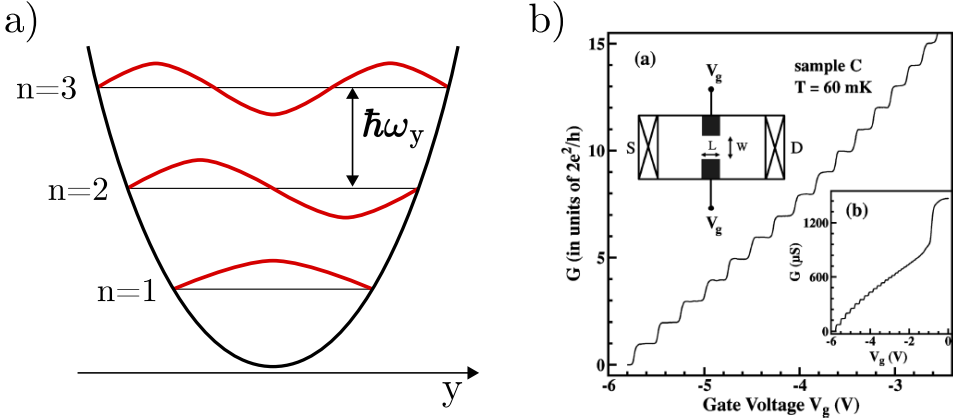 a)
n=3
ħω_y
n=2
n=1
y
b)
G (in units of 2e²/h)
15
10
5
0
(a)
V_g
sample C
T = 60 mK
S
L
W
D
V_g
(b)
G (μS)
1200
600
0
-6
-4
-2
0
V_g (V)
-6
-5
-4
-3
Gate Voltage V_g (V)